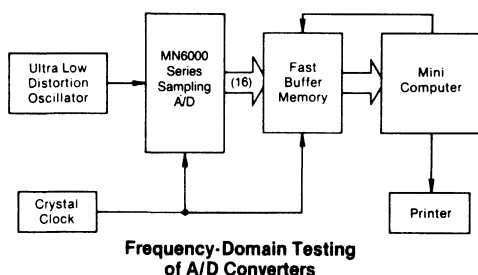 Ultra Low
Distortion
Oscillator
MN6000
Series
Sampling
A/D
(16)
Fast
Buffer
Memory
Mini
Computer
Crystal
Clock
Printer
Frequency-Domain Testing
of A/D Converters